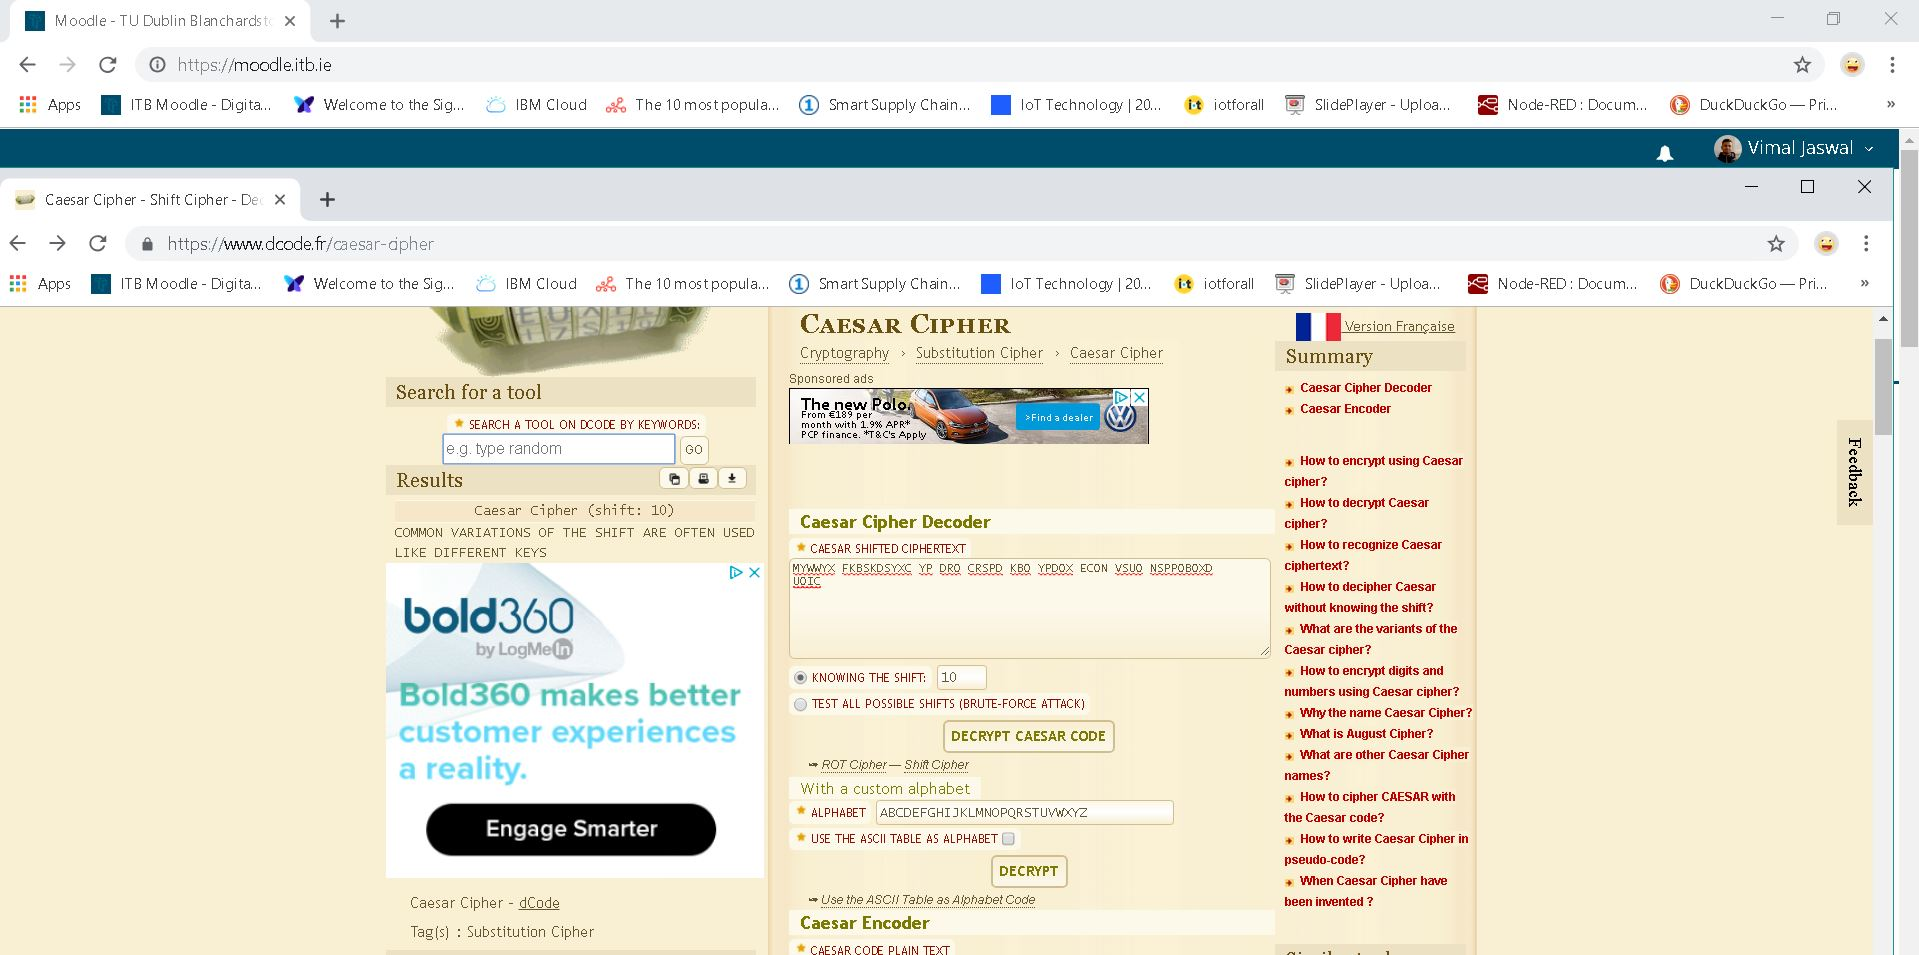 Moodle - TU Dublin Blanchardst
https://moodle.itb.ie
Apps
ITB Moodle - Digita...
Welcome to the Sig...
IBM Cloud
The 10 most popula...
Smart Supply Chain...
IoT Technology | 20...
iotforall
SlidePlayer - Uploa...
Node-RED : Docum...
DuckDuckGo — Pri...
»
Vimal Jaswal
Caesar Cipher - Shift Cipher - De
https://www.dcode.fr/caesar-cipher
Apps
ITB Moodle - Digita...
Welcome to the Sig...
IBM Cloud
The 10 most popula...
Smart Supply Chain...
IoT Technology | 20...
iotforall
SlidePlayer - Uploa...
Node-RED : Docum...
DuckDuckGo — Pri...
»
Search for a tool
SEARCH A TOOL ON DCODE BY KEYWORDS:
e.g. type random
GO
Results
Caesar Cipher (shift: 10)
COMMON VARIATIONS OF THE SHIFT ARE OFTEN USED
LIKE DIFFERENT KEYS
bold360
by LogMeIn
Bold360 makes better
customer experiences
a reality.
Engage Smarter
Caesar Cipher - dCode
Tag(s) : Substitution Cipher
CAESAR CIPHER
Cryptography › Substitution Cipher › Caesar Cipher
Sponsored ads
The new Polo.
From €189 per
month with 1.9% APR*
PCP finance. *T&C's Apply
>Find a dealer
Caesar Cipher Decoder
CAESAR SHIFTED CIPHERTEXT
MYWWYX FKBSKDSYXC YP DRO CRSPD KBO YPDOX ECON VSUO NSPPOBOXD
UOIC
KNOWING THE SHIFT: 10
TEST ALL POSSIBLE SHIFTS (BRUTE-FORCE ATTACK)
DECRYPT CAESAR CODE
ROT Cipher — Shift Cipher
With a custom alphabet
ALPHABET ABCDEFGHIJKLMNOPQRSTUVWXYZ
USE THE ASCII TABLE AS ALPHABET
DECRYPT
Use the ASCII Table as Alphabet Code
Caesar Encoder
CAESAR CODE PLAIN TEXT
Version Française
Summary
Caesar Cipher Decoder
Caesar Encoder
How to encrypt using Caesar
cipher?
How to decrypt Caesar
cipher?
How to recognize Caesar
ciphertext?
How to decipher Caesar
without knowing the shift?
What are the variants of the
Caesar cipher?
How to encrypt digits and
numbers using Caesar cipher?
Why the name Caesar Cipher?
What is August Cipher?
What are other Caesar Cipher
names?
How to cipher CAESAR with
the Caesar code?
How to write Caesar Cipher in
pseudo-code?
When Caesar Cipher have
been invented ?
Feedback